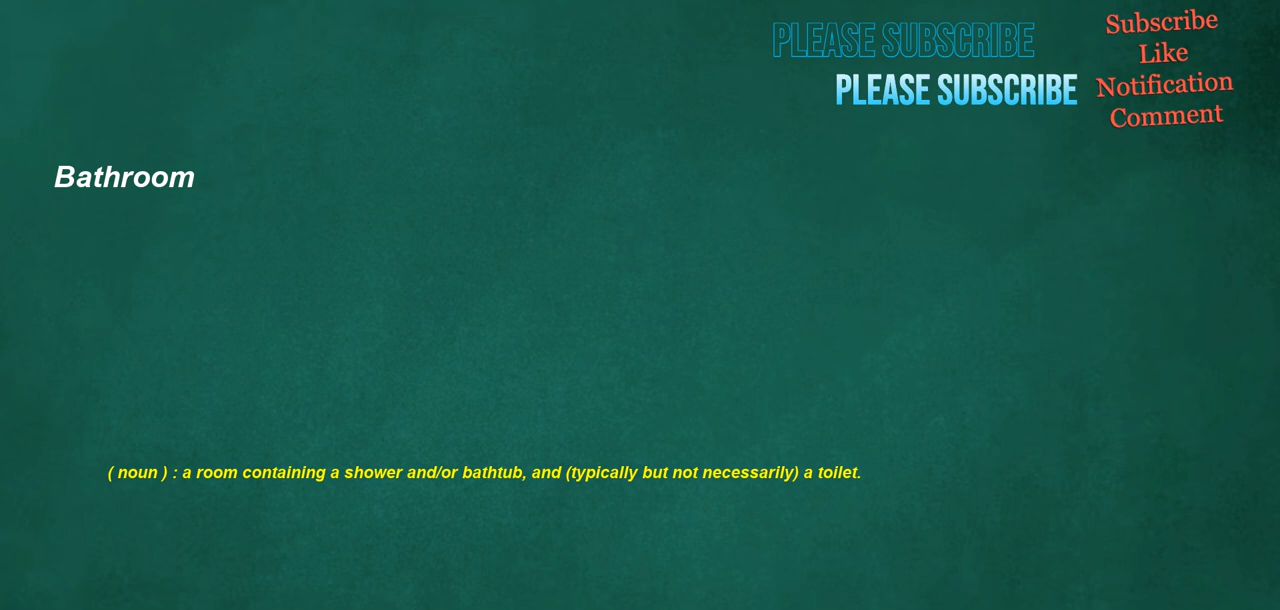 PLEASE SUBSCRIBE
PLEASE SUBSCRIBE
Subscribe
Like
Notification
Comment
Bathroom
( noun ) : a room containing a shower and/or bathtub, and (typically but not necessarily) a toilet.